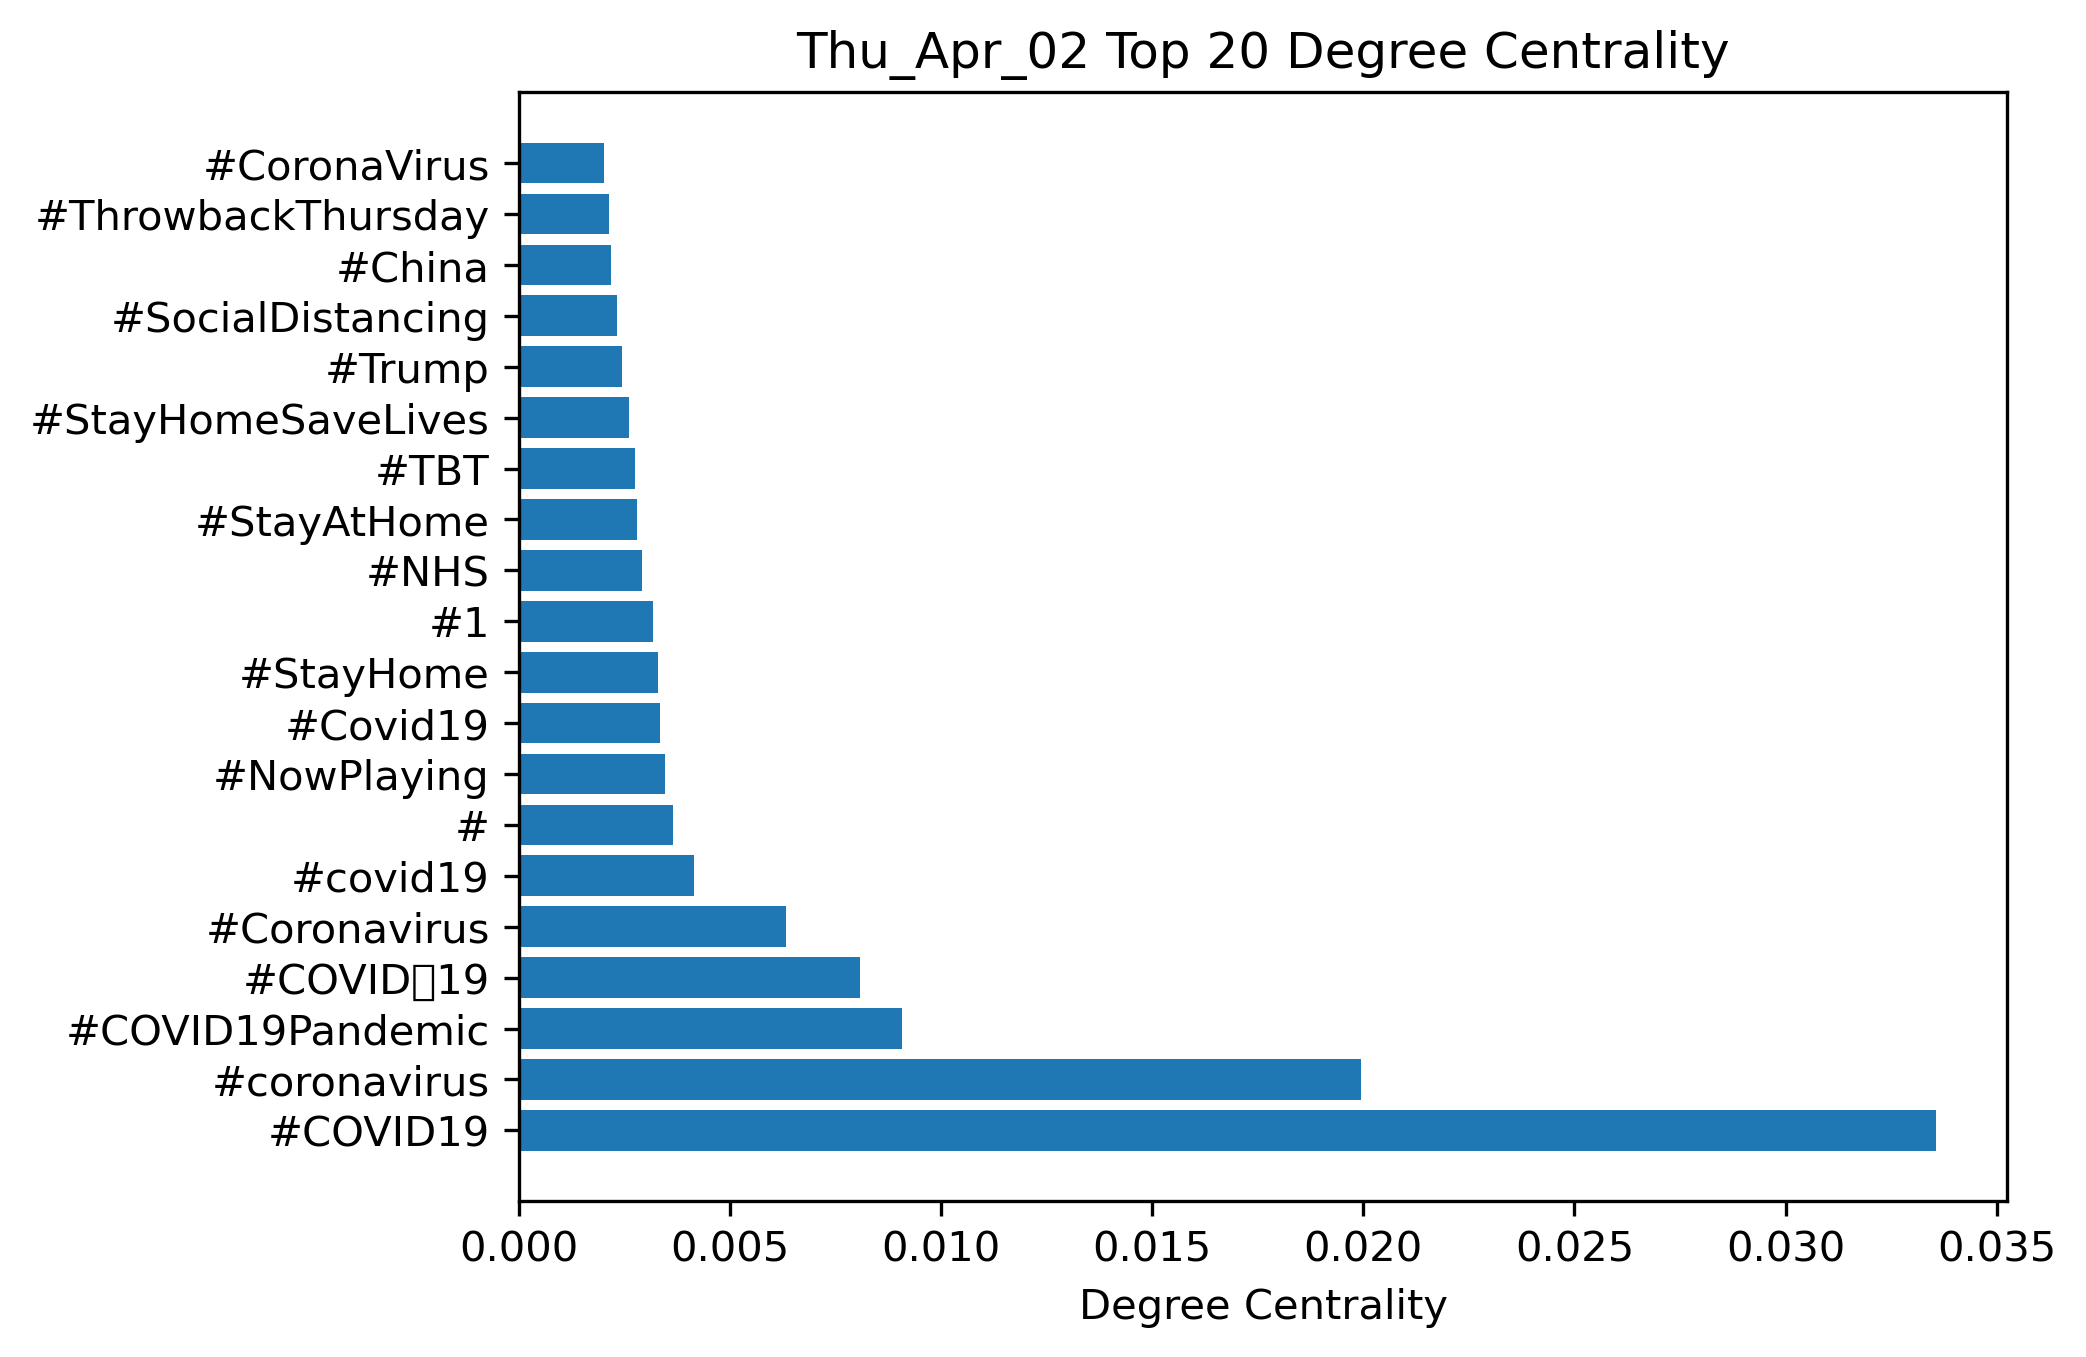 Thu_Apr_02 Top 20 Degree Centrality
#CoronaVirus
#ThrowbackThursday
#China
#SocialDistancing
#Trump
#StayHomeSaveLives
#TBT
#StayAtHome
#NHS
#1
#StayHome
#Covid19
#NowPlaying
#
#covid19
#Coronavirus
#COVID▯19
#COVID19Pandemic
#coronavirus
#COVID19
0.000 0.005 0.010 0.015 0.020 0.025 0.030 0.035
Degree Centrality